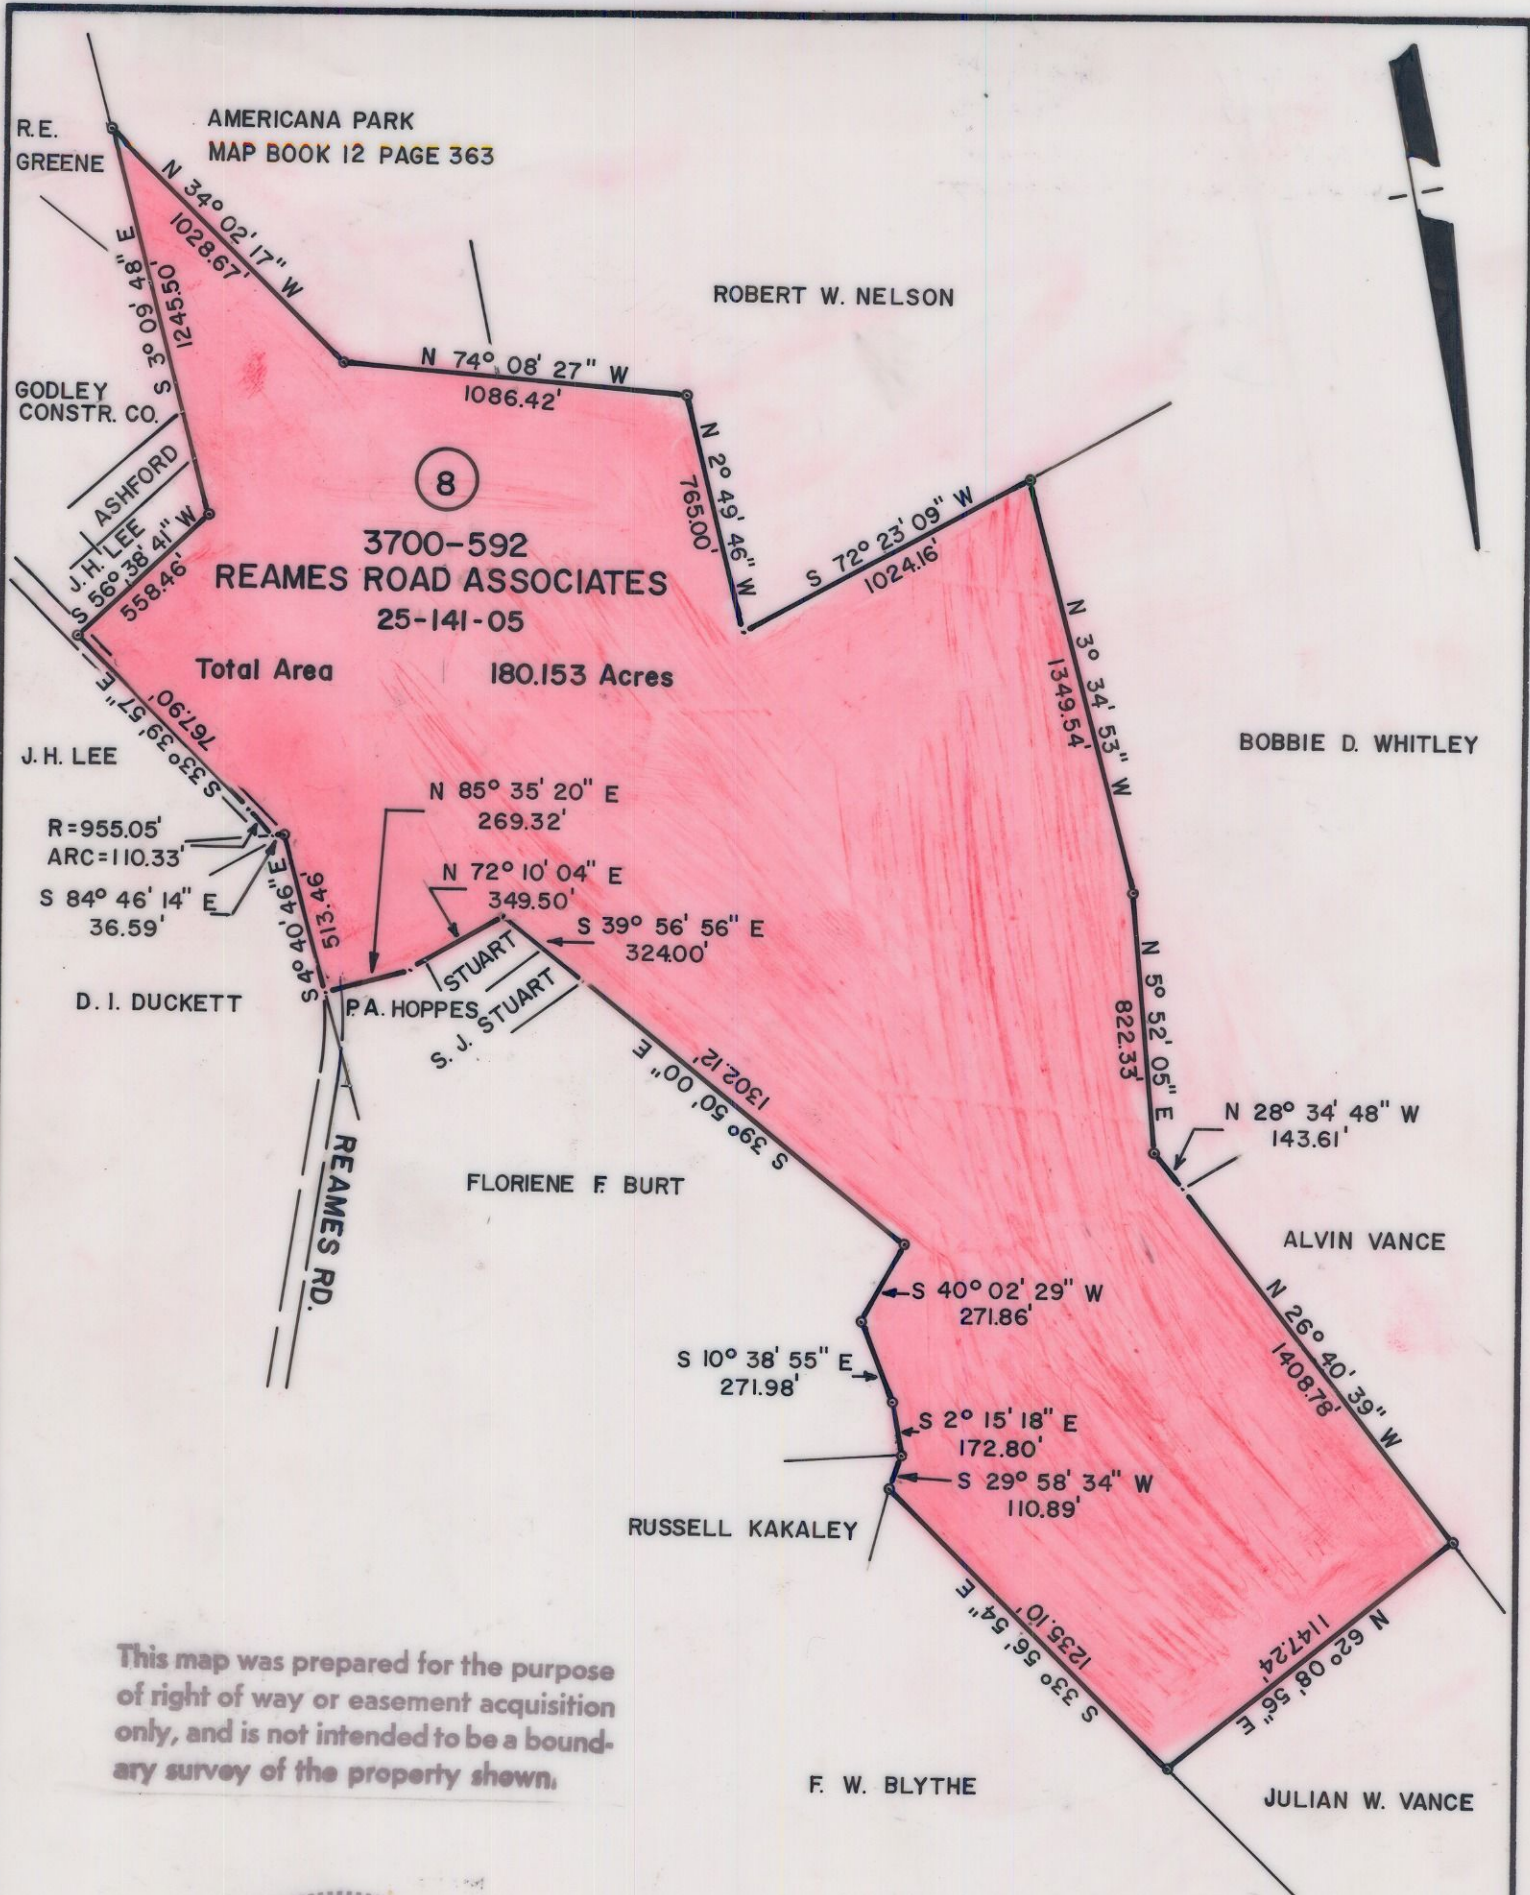 R.E.
GREENE
AMERICANA PARK
MAP BOOK 12 PAGE 363
N 34° 02' 17" W
1028.67'
S 3° 09' 48" E
1245.50'
ROBERT W. NELSON
N 74° 08' 27" W
1086.42'
GODLEY
CONSTR. CO.
ASHFORD
J. H. LEE
S 56° 38' 41" W
558.46'
8
3700-592
REAMES ROAD ASSOCIATES
25-141-05
Total Area 180.153 Acres
N 2° 49' 46" W
765.00'
S 72° 23' 09" W
1024.16'
N 3° 34' 53" W
1349.54'
BOBBIE D. WHITLEY
S 33° 39' 57" E
767.90'
J. H. LEE
R=955.05'
ARC=110.33'
S 84° 46' 14" E
36.59'
S 4° 40' 46" E
513.46'
N 85° 35' 20" E
269.32'
N 72° 10' 04" E
349.50'
S 39° 56' 56" E
324.00'
D. I. DUCKETT
P. A. HOPPES
STUART
S. J. STUART
S 39° 50' 00" E
1302.12'
N 5° 52' 05" E
822.33'
N 28° 34' 48" W
143.61'
REAMES RD.
FLORIENE F. BURT
ALVIN VANCE
S 40° 02' 29" W
271.86'
N 26° 40' 39" W
1408.78'
S 10° 38' 55" E
271.98'
S 2° 15' 18" E
172.80'
S 29° 58' 34" W
110.89'
RUSSELL KAKALEY
S 33° 56' 54" E
1235.10'
N 62° 08' 56" E
1147.24'
This map was prepared for the purpose
of right of way or easement acquisition
only, and is not intended to be a bound-
ary survey of the property shown.
F. W. BLYTHE
JULIAN W. VANCE